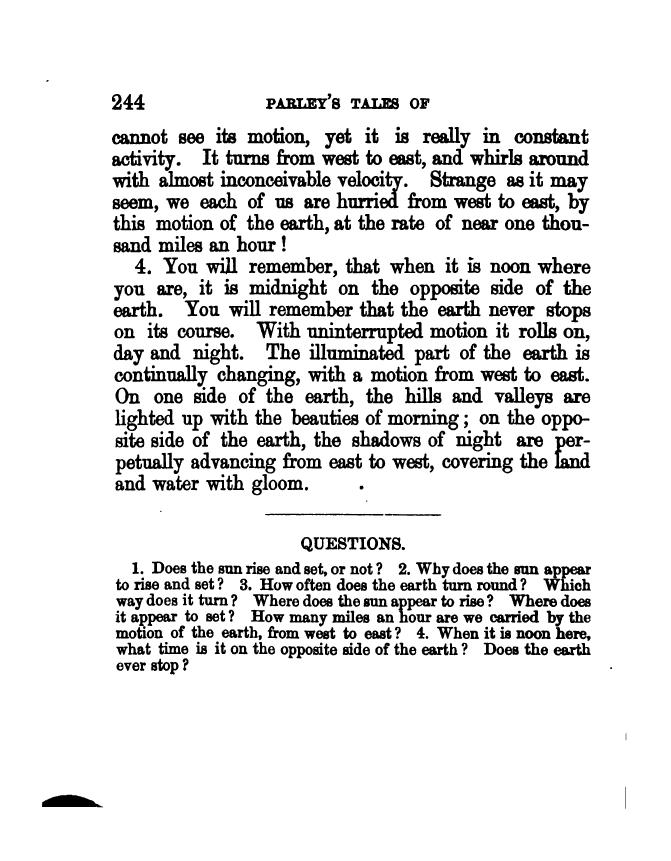 244 PARLEY'S TALES OF
cannot see its motion, yet it is really in constant
activity. It turns from west to east, and whirls around
with almost inconceivable velocity. Strange as it may
seem, we each of us are hurried from west to east, by
this motion of the earth, at the rate of near one thou-
sand miles an hour!
4. You will remember, that when it is noon where
you are, it is midnight on the opposite side of the
earth. You will remember that the earth never stops
on its course. With uninterrupted motion it rolls on,
day and night. The illuminated part of the earth is
continually changing, with a motion from west to east.
On one side of the earth, the hills and valleys are
lighted up with the beauties of morning; on the oppo-
site side of the earth, the shadows of night are per-
petually advancing from east to west, covering the land
and water with gloom.
QUESTIONS.
1. Does the sun rise and set, or not? 2. Why does the sun appear
to rise and set? 3. How often does the earth turn round? Which
way does it turn? Where does the sun appear to rise? Where does
it appear to set? How many miles an hour are we carried by the
motion of the earth, from west to east? 4. When it is noon here,
what time is it on the opposite side of the earth? Does the earth
ever stop?